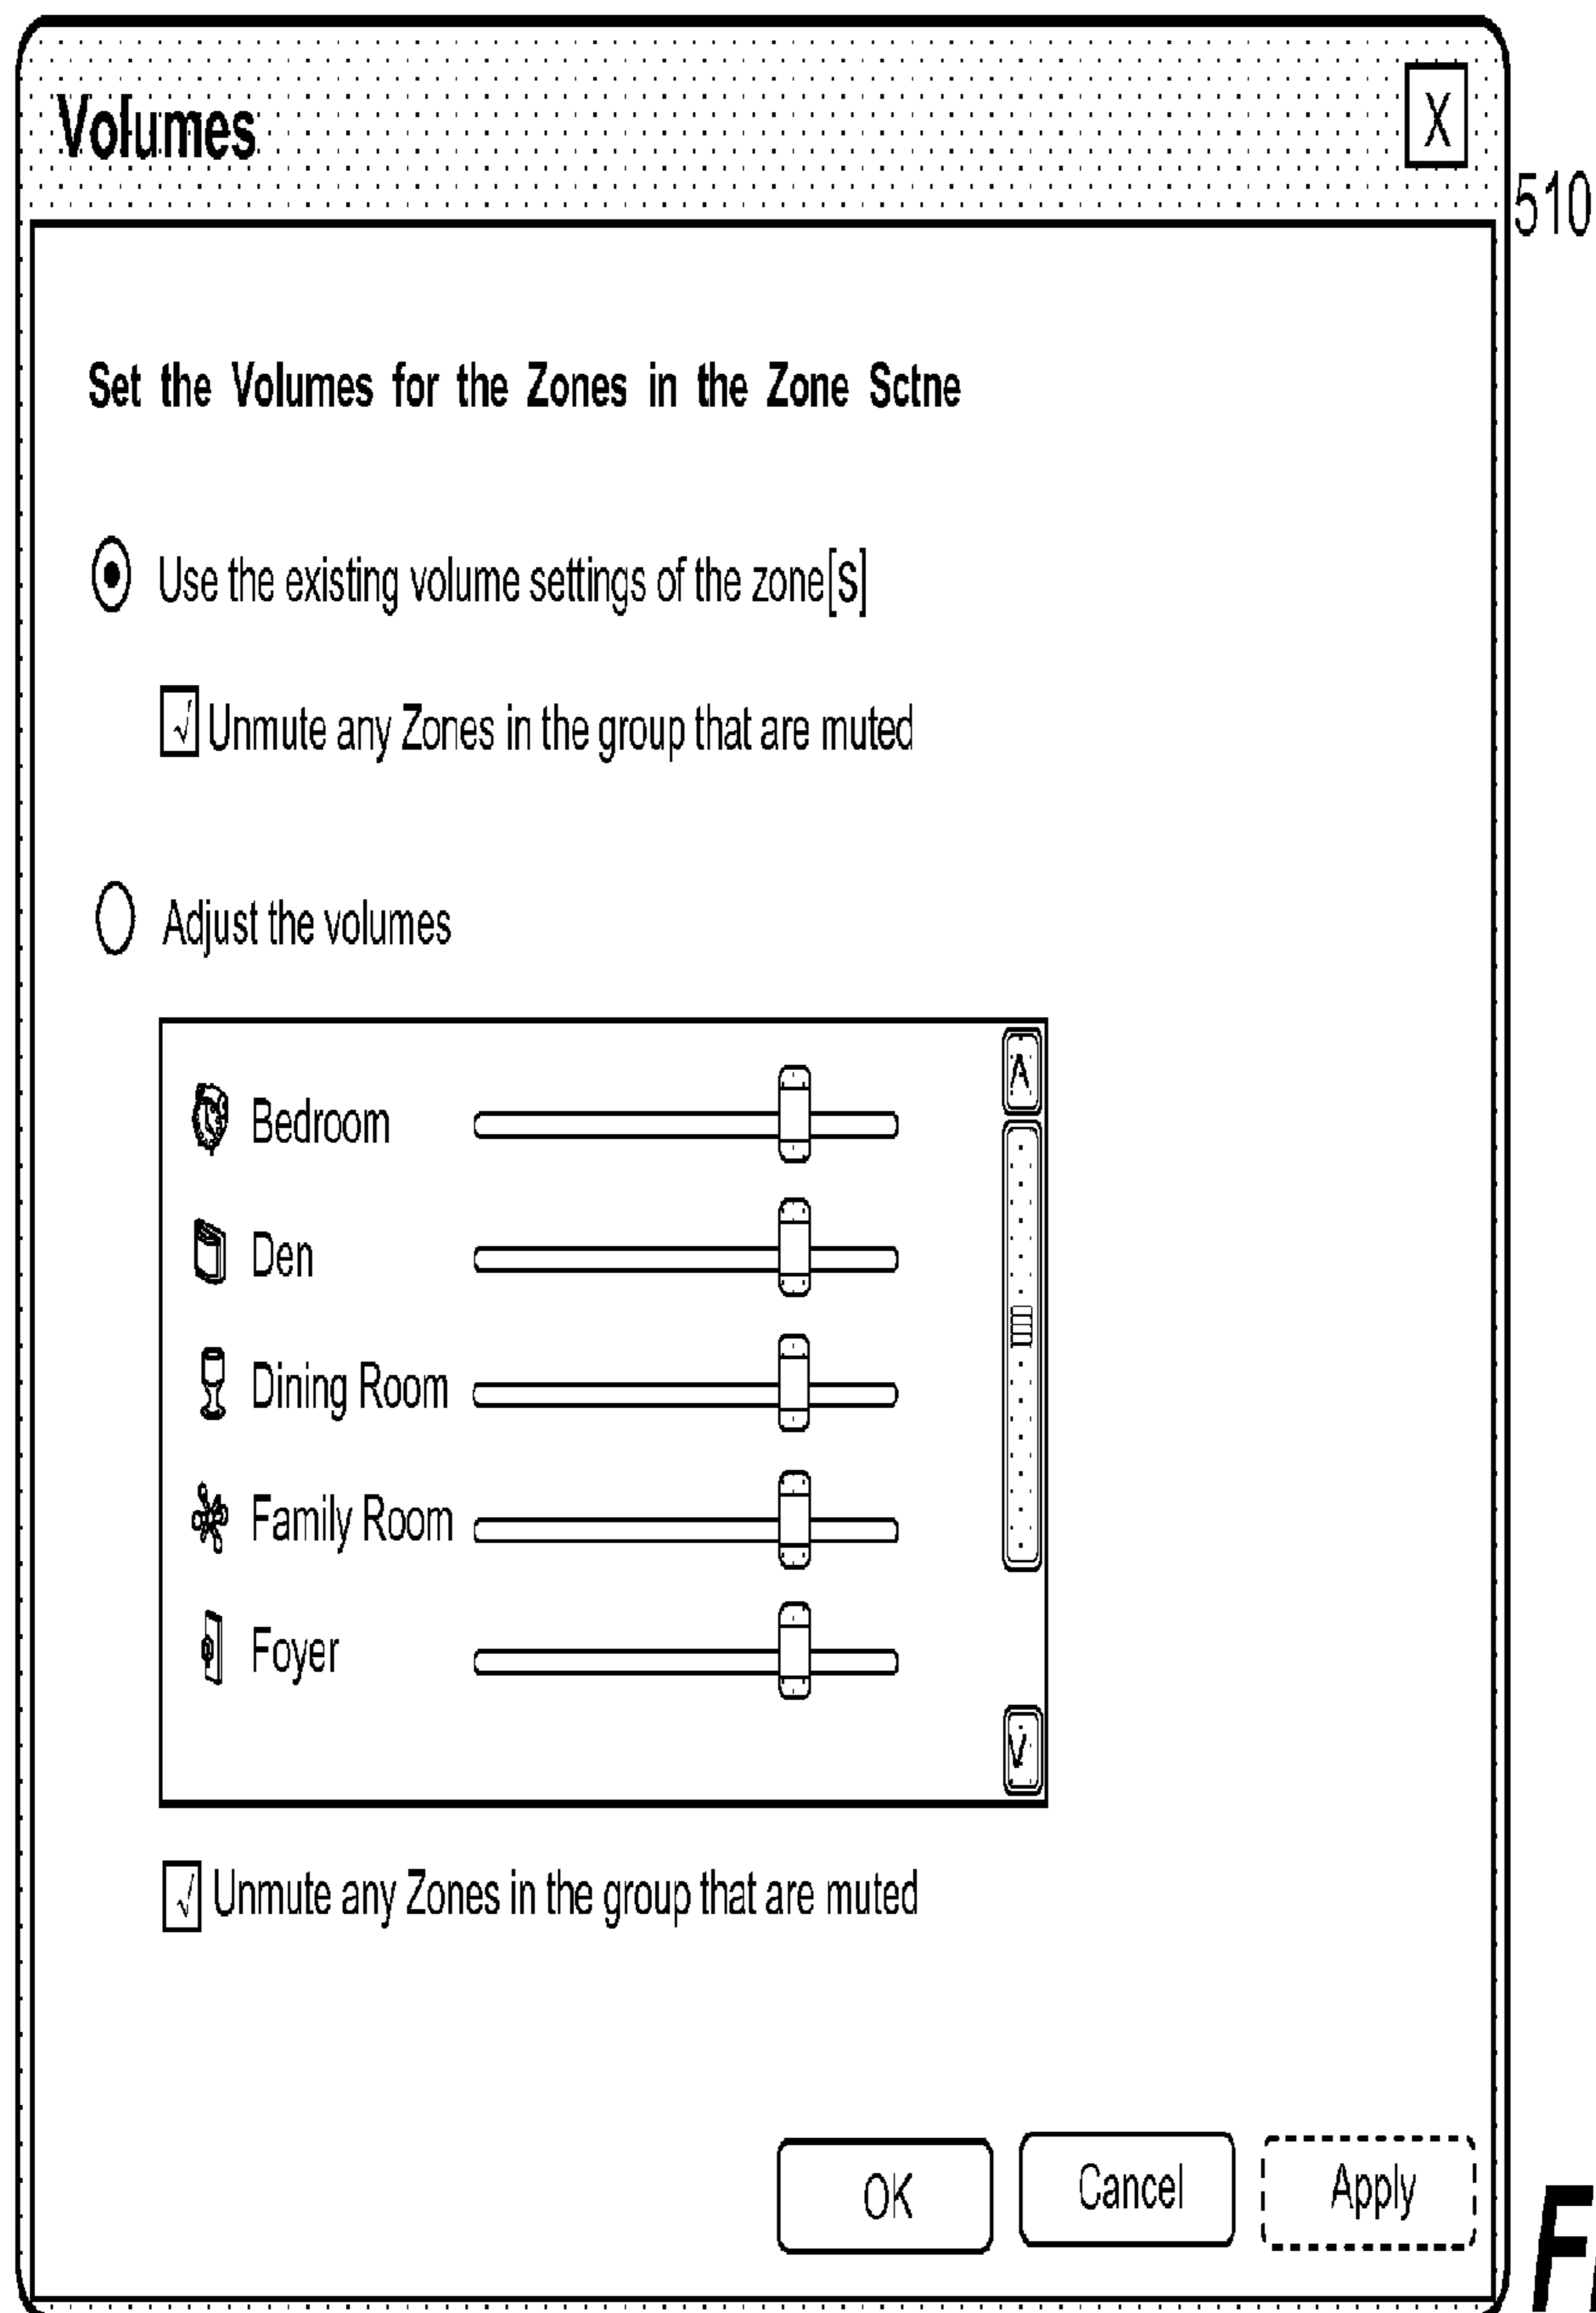 Volumes
X
510
Set the Volumes for the Zones in the Zone Sctne
Use the existing volume settings of the zone[s]
√ Unmute any Zones in the group that are muted
Adjust the volumes
Bedroom
Den
Dining Room
Family Room
Foyer
√ Unmute any Zones in the group that are muted
OK Cancel Apply